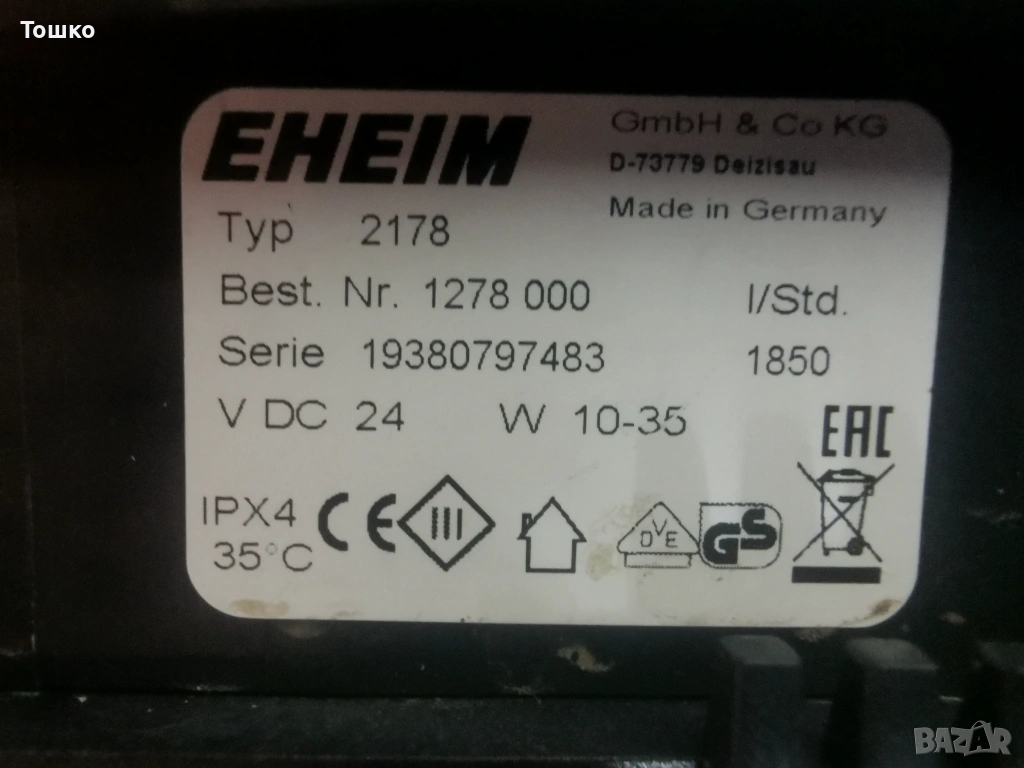 Тошко
EHEIM
GmbH & Co KG
D-73779 Deizisau
Made in Germany
Typ 2178
Best. Nr. 1278 000
l/Std.
Serie 19380797483
1850
V DC 24 W 10-35
EAC
IPX4
35°C
CE
III
VDE
GS
BAZAR